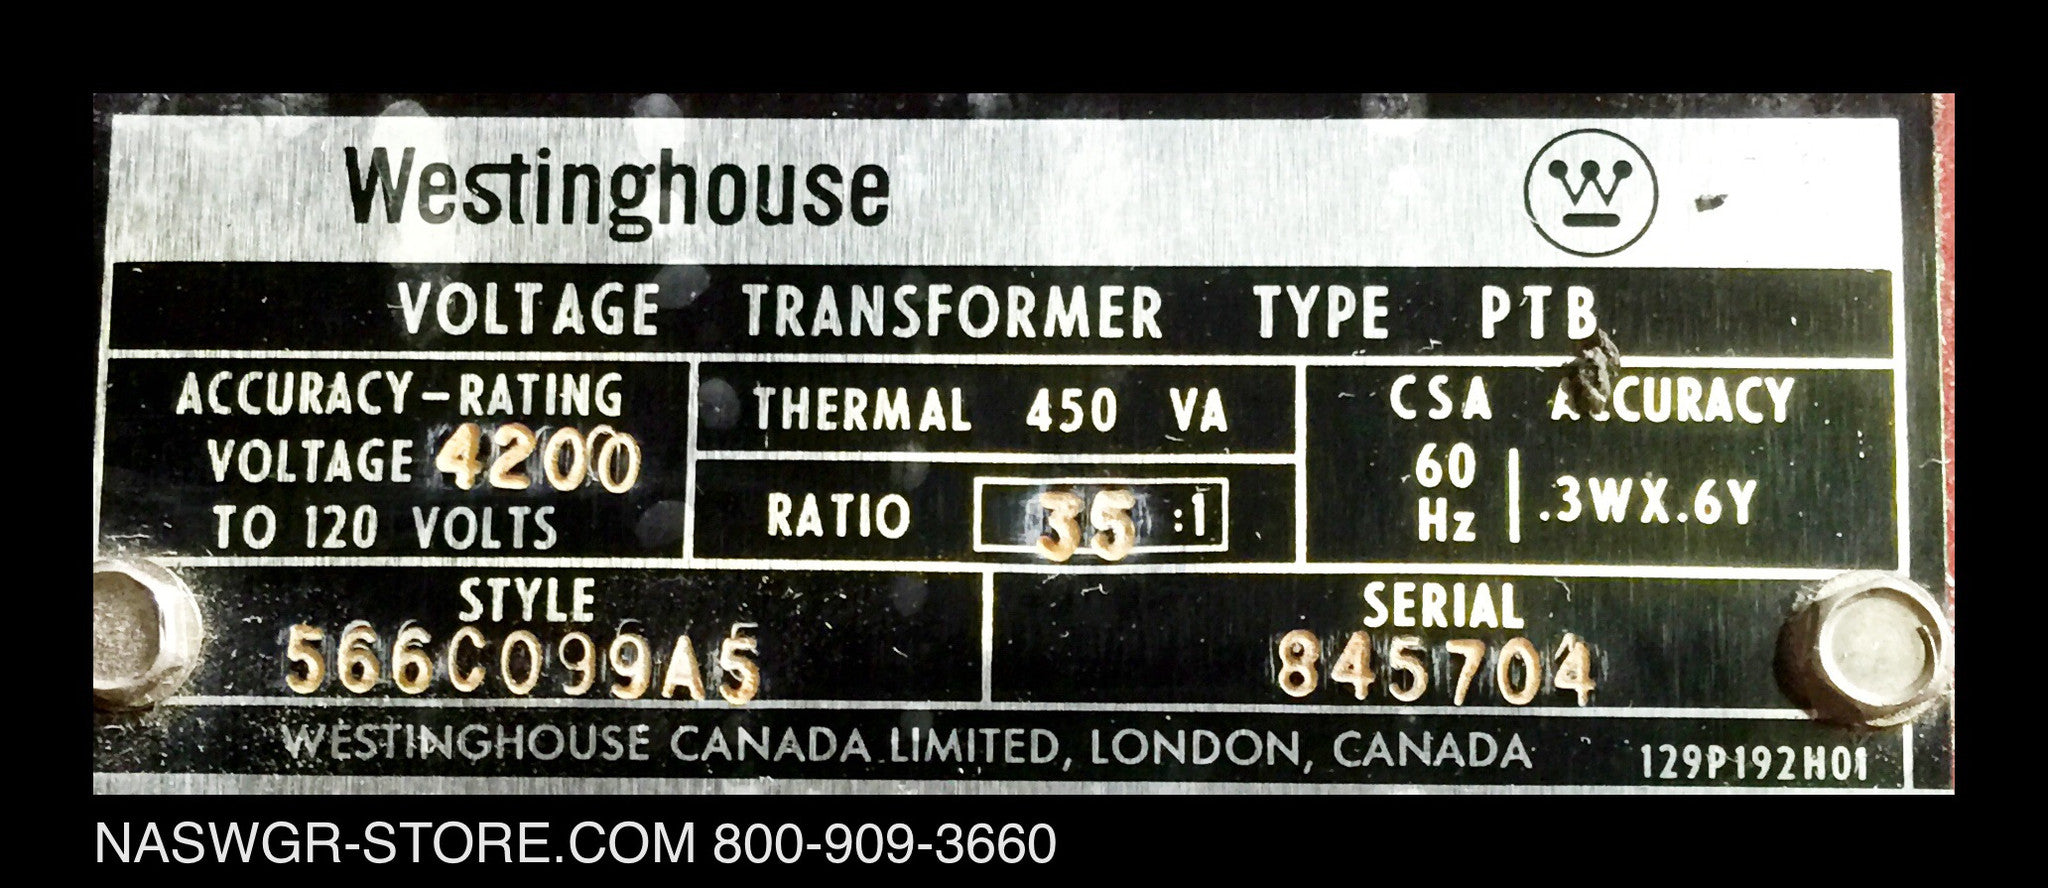 Westinghouse
W
VOLTAGE TRANSFORMER TYPE PTB
ACCURACY-RATING
VOLTAGE 4200
TO 120 VOLTS
THERMAL 450 VA
RATIO 35 :1
CSA ACCURACY
60
Hz
.3WX.6Y
STYLE
566C099A5
SERIAL
845704
WESTINGHOUSE CANADA LIMITED, LONDON, CANADA
129P192H01
NASWGR-STORE.COM 800-909-3660